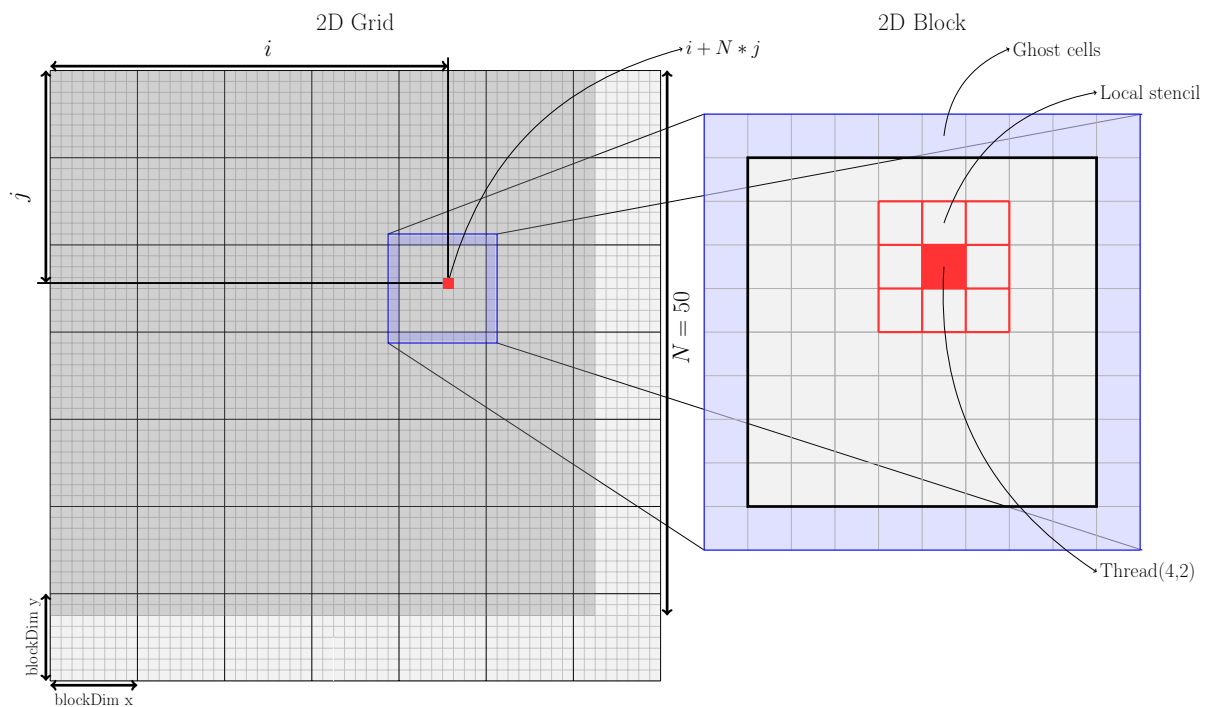 2D Grid
2D Block
i
i + N * j
Ghost cells
Local stencil
j
N = 50
Thread(4,2)
blockDim y
blockDim x